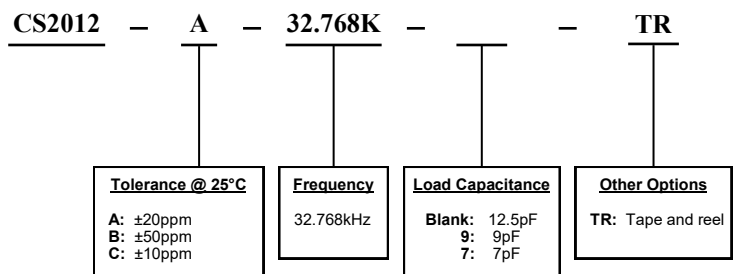 CS2012 – A – 32.768K – – TR
Tolerance @ 25°C
A: ±20ppm
B: ±50ppm
C: ±10ppm
Frequency
32.768kHz
Load Capacitance
Blank: 12.5pF
9: 9pF
7: 7pF
Other Options
TR: Tape and reel